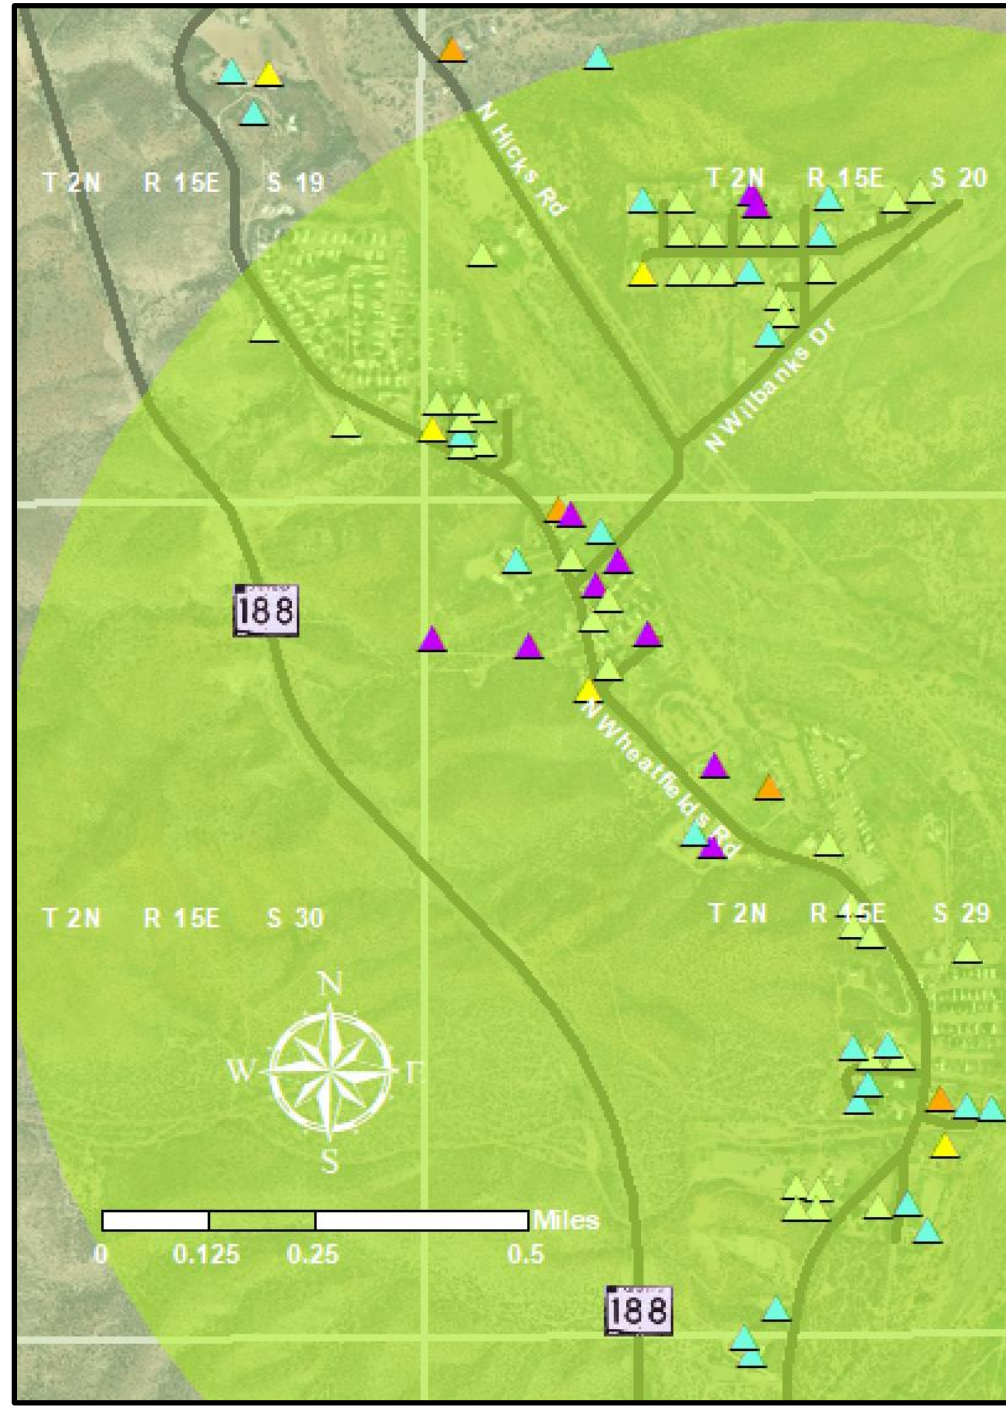 N Hicks Rd
T 2N R 15E S 19
T 2N R 15E S 20
N Wilbanks Dr
188
N Wheatfields Rd
T 2N R 15E S 30
T 2N R 15E S 29
N
W E
S
Miles
0 0.125 0.25 0.5
188